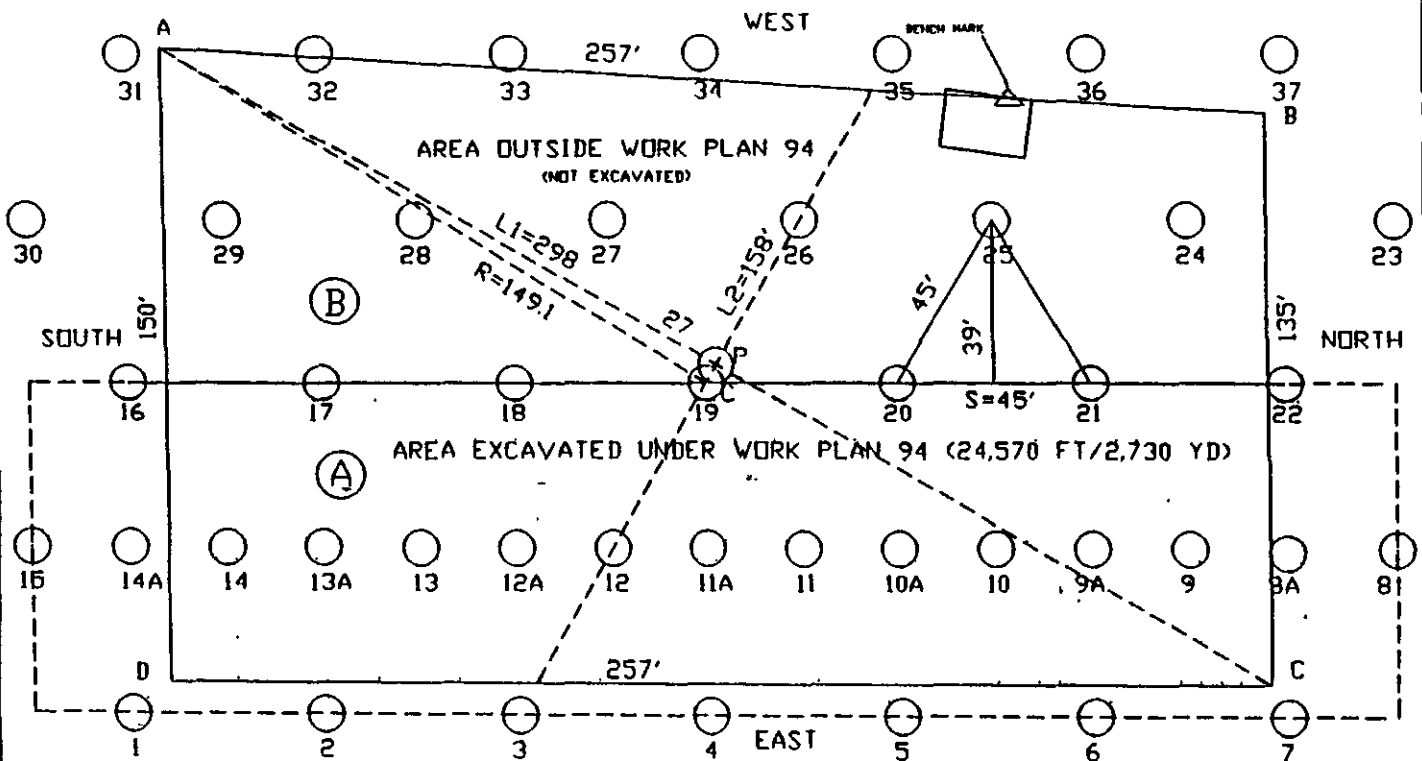 WEST
A
BENCH MARK
257'
31
32
33
34
35
36
37
B
AREA OUTSIDE WORK PLAN 94
(NOT EXCAVATED)
30
29
28
27
26
25
24
23
L1=298
R=149.1
L2=158'
27
45'
39'
150'
135'
B
SOUTH
NORTH
P
C
16
17
18
19
20
S=45'
21
22
AREA EXCAVATED UNDER WORK PLAN 94 (24,570 FT/2,730 YD)
A
15
14A
14
13A
13
12A
12
11A
11
10A
10
9A
9
8A
8
D
257'
C
1
2
3
4
EAST
5
6
7